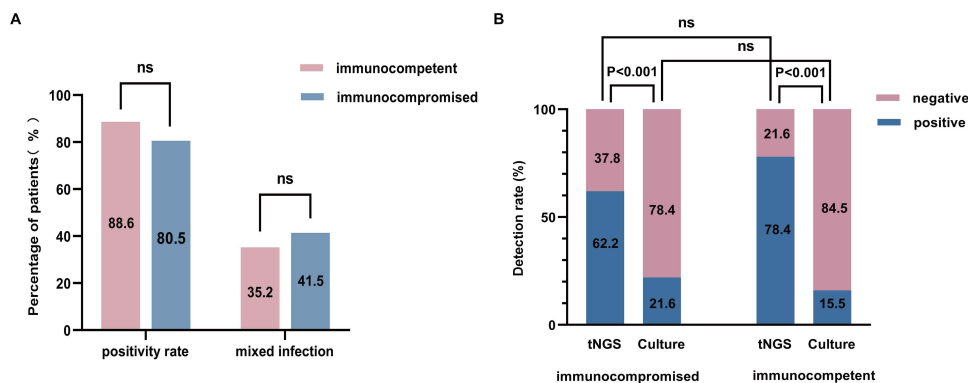 A
ns
immunocompetent
immunocompromised
Percentage of patients( %)
100
80
60
40
20
0
88.6
80.5
ns
35.2
41.5
positivity rate
mixed infection
B
ns
ns
P<0.001
P<0.001
negative
positive
Detection rate (%)
100
50
0
37.8
62.2
78.4
21.6
21.6
78.4
84.5
15.5
tNGS Culture tNGS Culture
immunocompromised immunocompetent